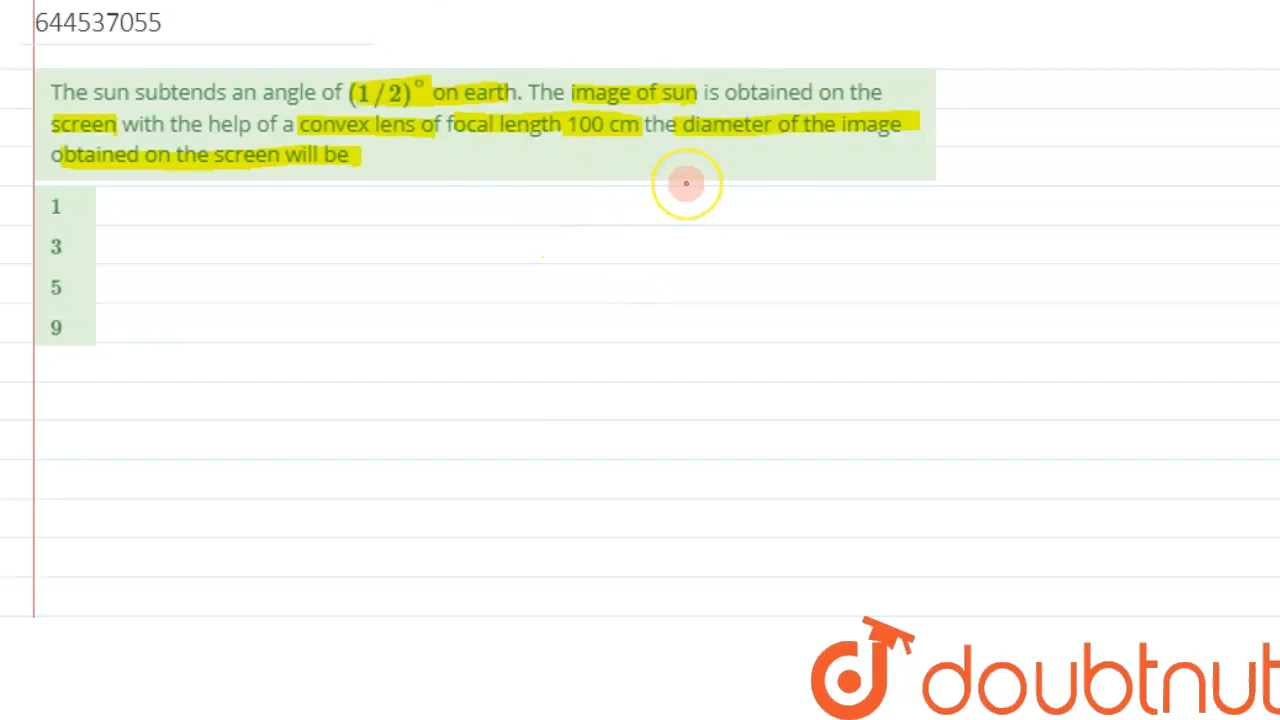 644537055
The sun subtends an angle of (1/2)° on earth. The image of sun is obtained on the
screen with the help of a convex lens of focal length 100 cm the diameter of the image
obtained on the screen will be
1
3
5
9
doubtnut